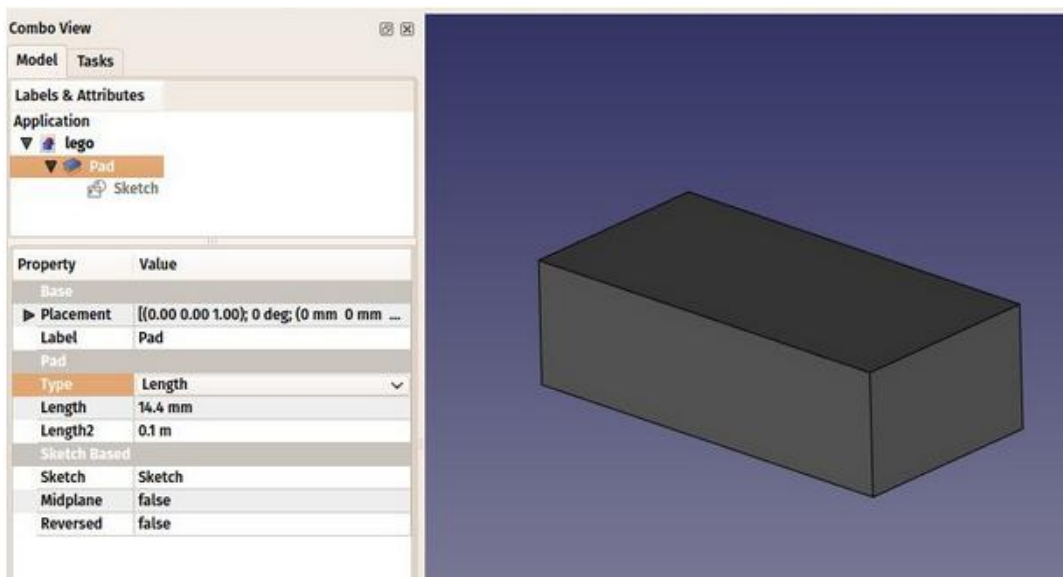 Combo View
Model Tasks
Labels & Attributes
Application
lego
Pad
Sketch
Property Value
Base
Placement [(0.00 0.00 1.00); 0 deg; (0 mm 0 mm ...
Label Pad
Pad
Type Length
Length 14.4 mm
Length2 0.1 m
Sketch Based
Sketch Sketch
Midplane false
Reversed false